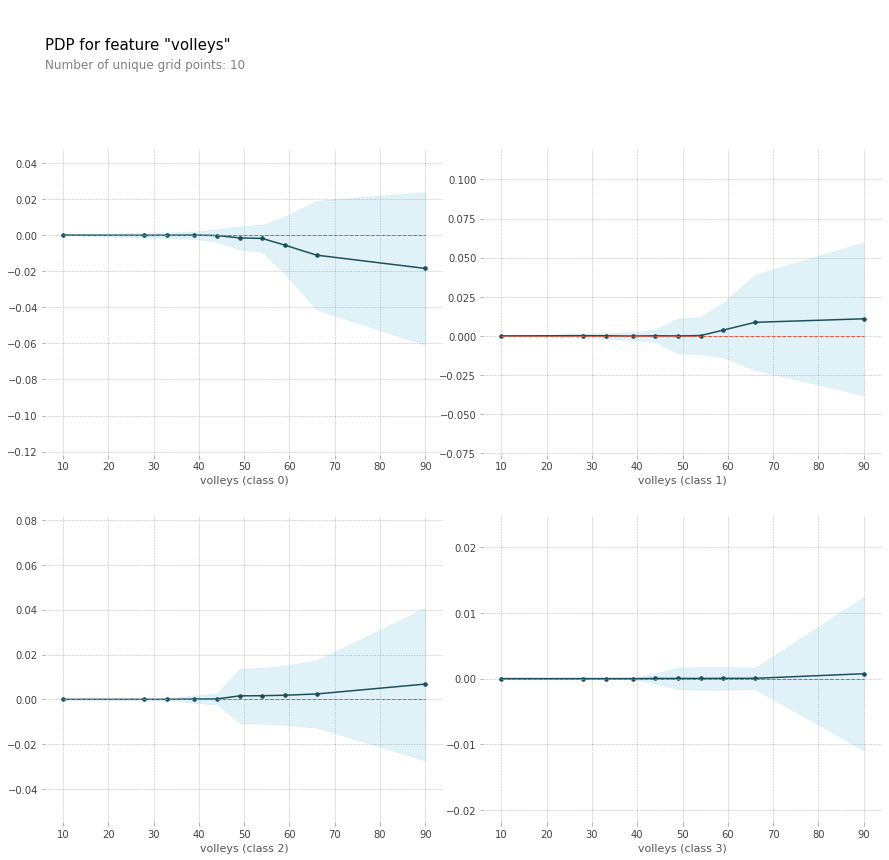 PDP for feature "volleys"
Number of unique grid points: 10
0.04
0.02
0.00
−0.02
−0.04
−0.06
−0.08
−0.10
−0.12
10 20 30 40 50 60 70 80 90
volleys (class 0)
0.100
0.075
0.050
0.025
0.000
−0.025
−0.050
−0.075
10 20 30 40 50 60 70 80 90
volleys (class 1)
0.08
0.06
0.04
0.02
0.00
−0.02
−0.04
10 20 30 40 50 60 70 80 90
volleys (class 2)
0.02
0.01
0.00
−0.01
−0.02
10 20 30 40 50 60 70 80 90
volleys (class 3)